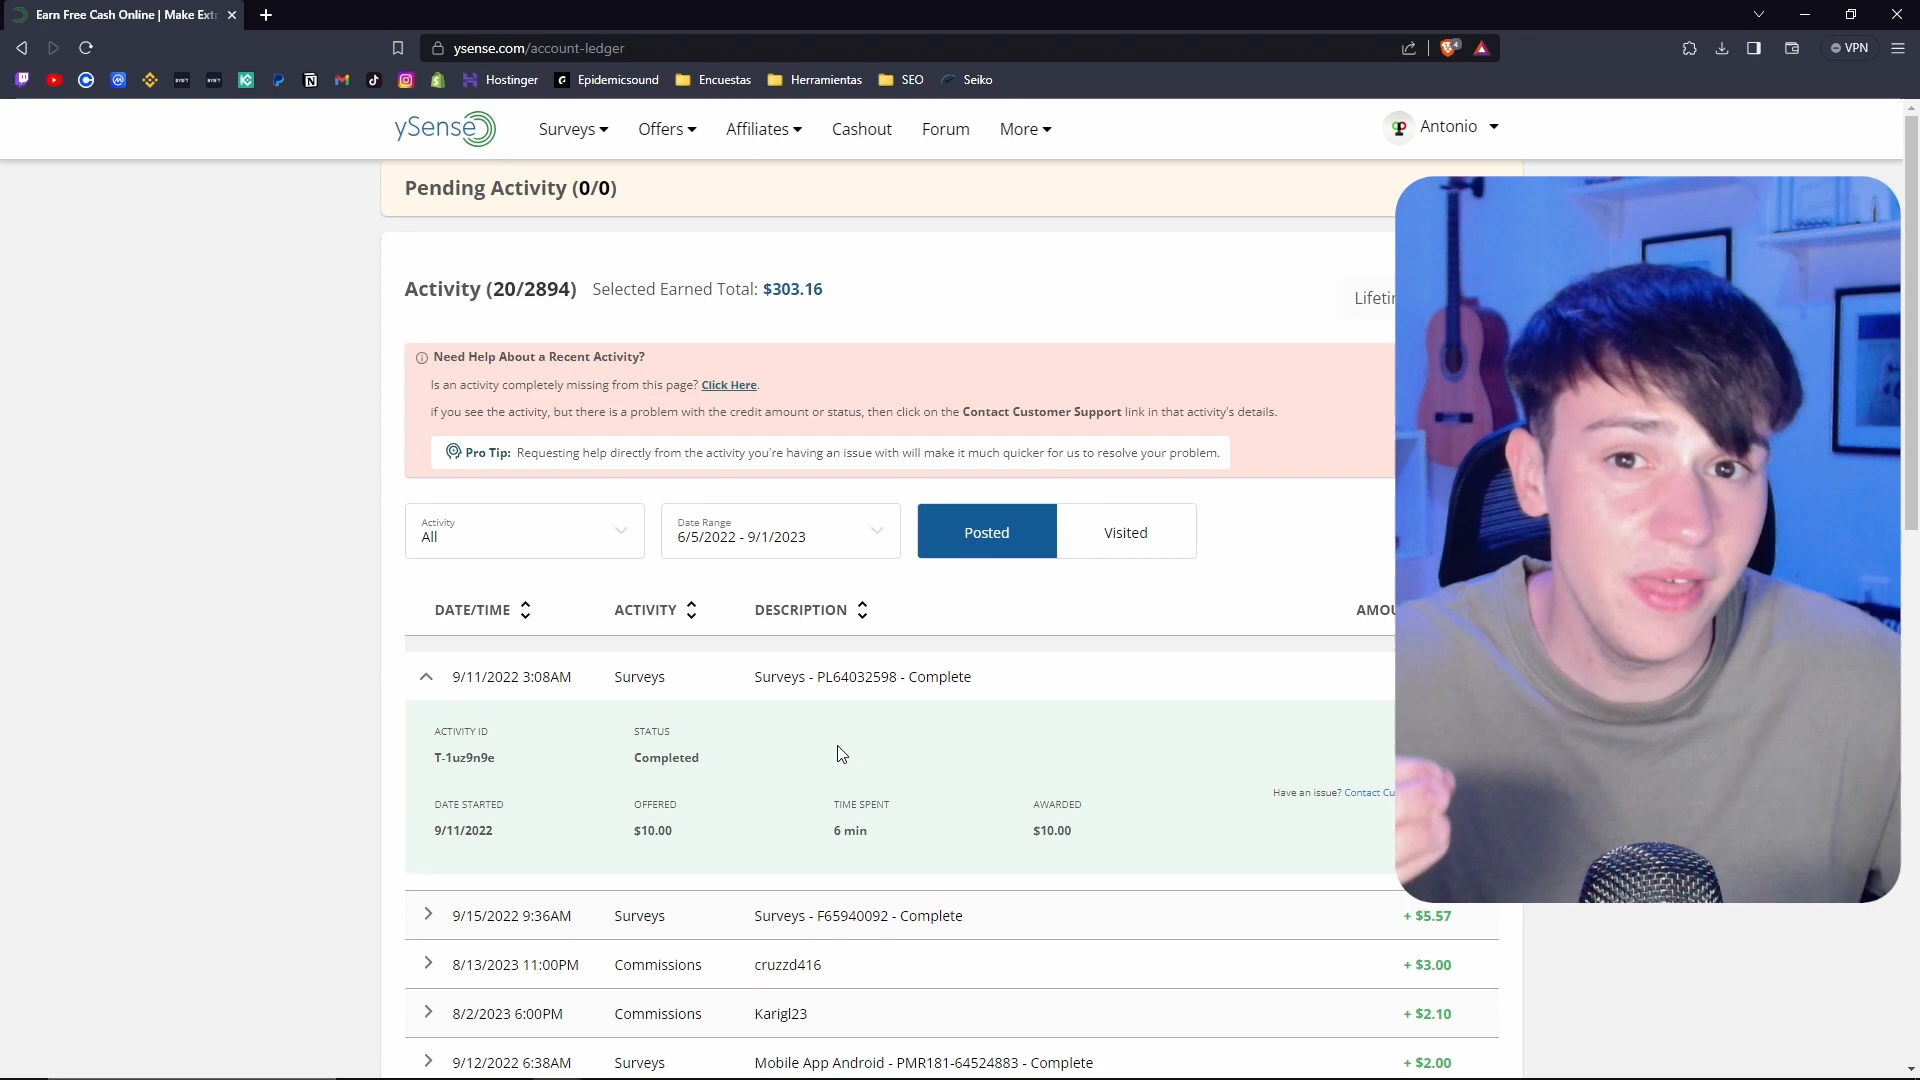 Earn Free Cash Online | Make Ext
ysense.com/account-ledger
4
VPN
Hostinger
Epidemicsound
Encuestas
Herramientas
SEO
Seiko
ySense
Surveys
Offers
Affiliates
Cashout
Forum
More
Antonio
Pending Activity (0/0)
Activity (20/2894) Selected Earned Total: $303.16
Lifeti
Need Help About a Recent Activity?
Is an activity completely missing from this page? Click Here.
if you see the activity, but there is a problem with the credit amount or status, then click on the Contact Customer Support link in that activity's details.
Pro Tip: Requesting help directly from the activity you're having an issue with will make it much quicker for us to resolve your problem.
Activity
All
Date Range
6/5/2022 - 9/1/2023
Posted
Visited
DATE/TIME ACTIVITY DESCRIPTION AMOU
9/11/2022 3:08AM Surveys Surveys - PL64032598 - Complete
ACTIVITY ID STATUS
T-1uz9n9e Completed
Have an issue? Contact Cu
DATE STARTED OFFERED TIME SPENT AWARDED
9/11/2022 $10.00 6 min $10.00
9/15/2022 9:36AM Surveys Surveys - F65940092 - Complete + $5.57
8/13/2023 11:00PM Commissions cruzzd416 + $3.00
8/2/2023 6:00PM Commissions Karigl23 + $2.10
9/12/2022 6:38AM Surveys Mobile App Android - PMR181-64524883 - Complete + $2.00